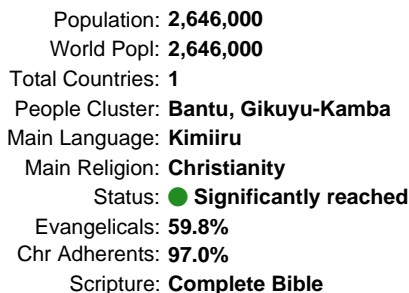 Population: 2,646,000
World Popl: 2,646,000
Total Countries: 1
People Cluster: Bantu, Gikuyu-Kamba
Main Language: Kimiiru
Main Religion: Christianity
Status: Significantly reached
Evangelicals: 59.8%
Chr Adherents: 97.0%
Scripture: Complete Bible